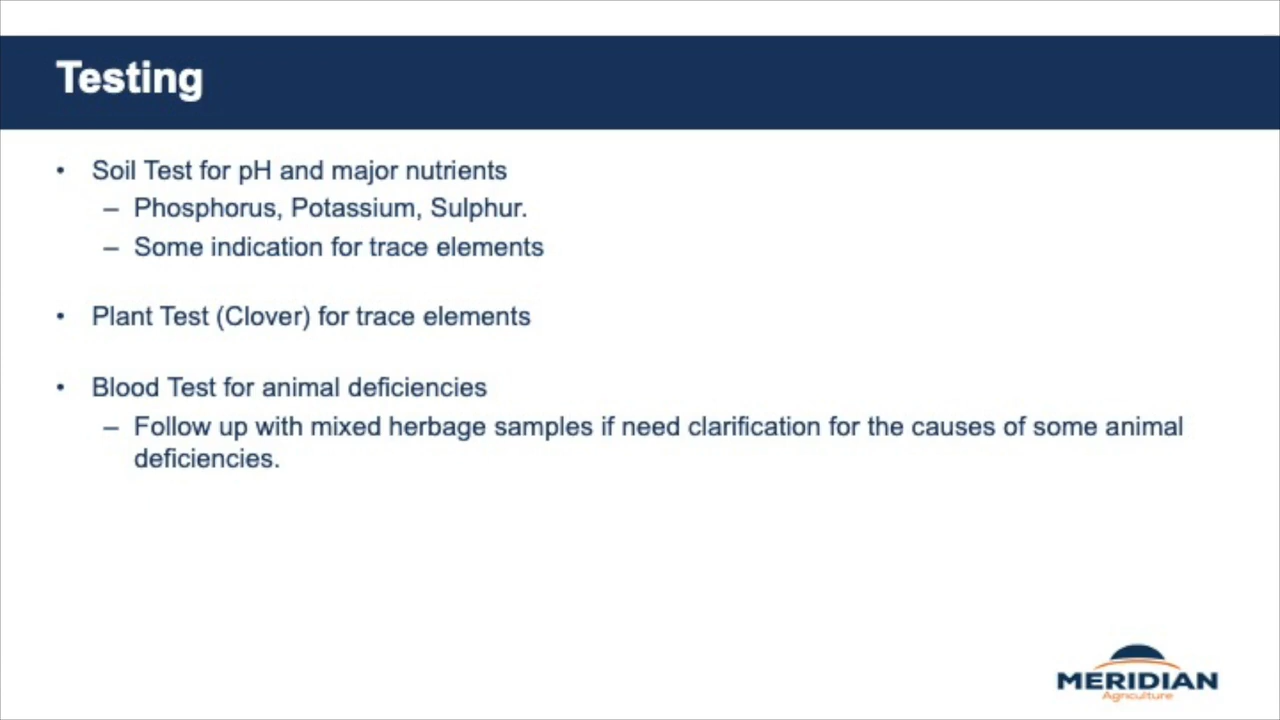 Testing
• Soil Test for pH and major nutrients
– Phosphorus, Potassium, Sulphur.
– Some indication for trace elements
• Plant Test (Clover) for trace elements
• Blood Test for animal deficiencies
– Follow up with mixed herbage samples if need clarification for the causes of some animal
deficiencies.
MERIDIAN
Agriculture